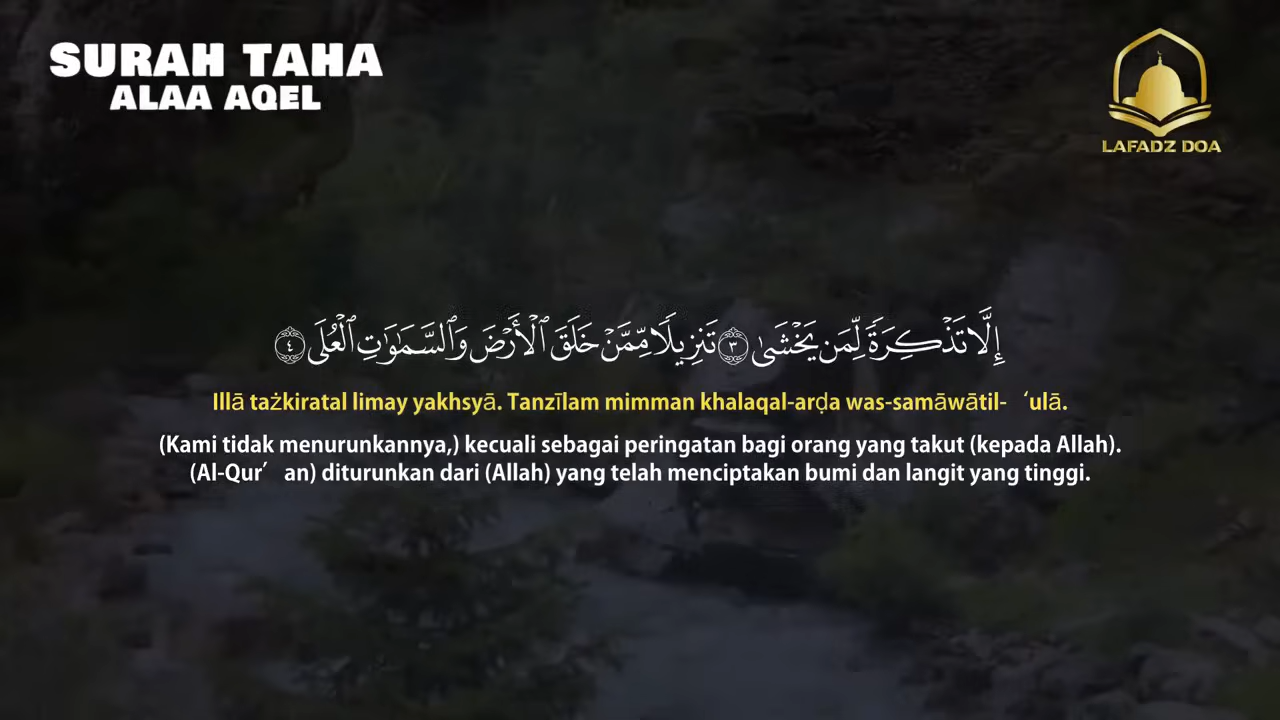 SURAH TAHA
ALAA AQEL
LAFADZ DOA
إِلَّا تَذْكِرَةً لِّمَن يَخْشَىٰ ٣ تَنزِيلًا مِّمَّنْ خَلَقَ ٱلْأَرْضَ وَٱلسَّمَـٰوَٰتِ ٱلْعُلَى ٤
Illā tażkiratal limay yakhsyā. Tanzīlam mimman khalaqal-arḍa was-samāwātil- ‘ulā.
(Kami tidak menurunkannya,) kecuali sebagai peringatan bagi orang yang takut (kepada Allah).
(Al-Qur′ an) diturunkan dari (Allah) yang telah menciptakan bumi dan langit yang tinggi.